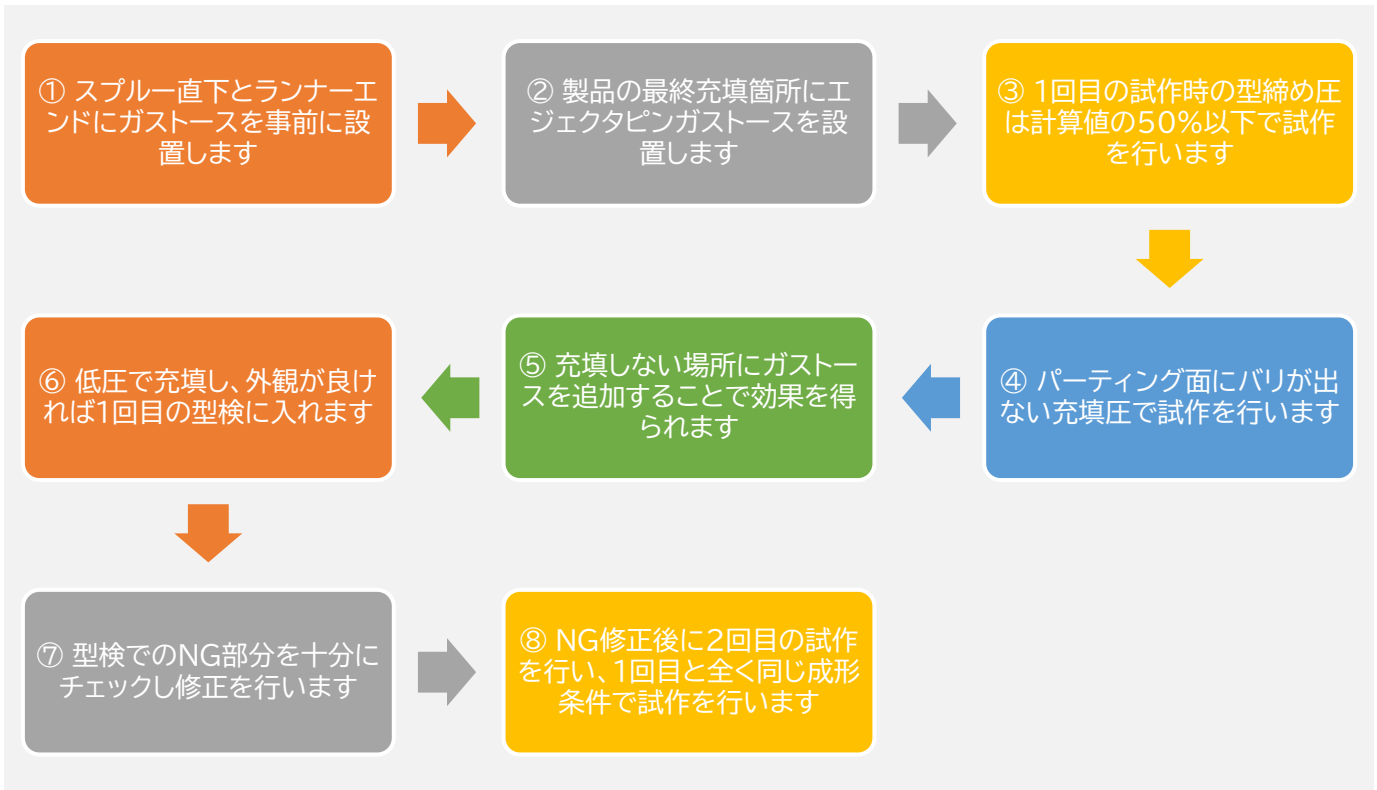 ① スプルー直下とランナーエ
ンドにガストースを事前に設
置します
② 製品の最終充填箇所にエ
ジェクタピンガストースを設
置します
③ 1回目の試作時の型締め圧
は計算値の50%以下で試作
を行います
④ パーティング面にバリが出
ない充填圧で試作を行います
⑤ 充填しない場所にガストー
スを追加することで効果を得
られます
⑥ 低圧で充填し、外観が良け
れば1回目の型検に入れます
⑦ 型検でのNG部分を十分に
チェックし修正を行います
⑧ NG修正後に2回目の試作
を行い、1回目と全く同じ成形
条件で試作を行います